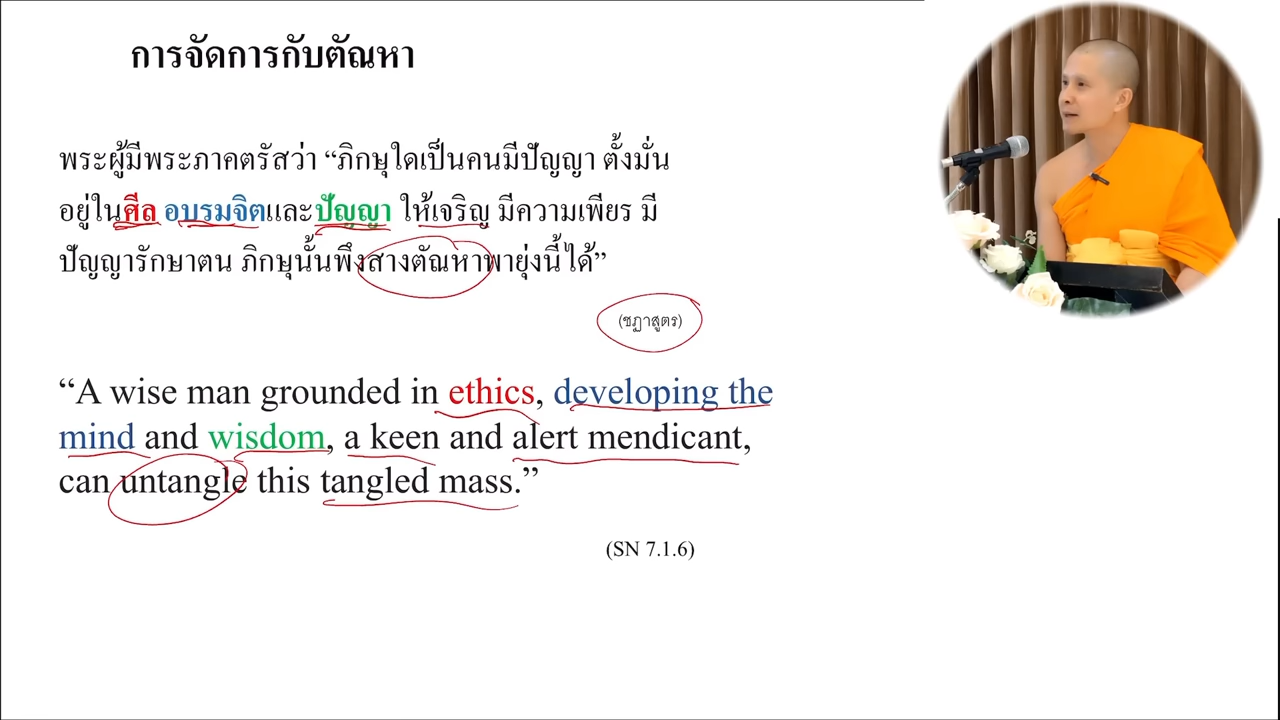 การจัดการกับตัณหา
พระผู้มีพระภาคตรัสว่า “ภิกษุใดเป็นคนมีปัญญา ตั้งมั่น
อยู่ในศีล อบรมจิตและปัญญา ให้เจริญ มีความเพียร มี
ปัญญารักษาตน ภิกษุนั้นพึงสางตัณหาพายุ่งนี้ได้”
(ชฏาสูตร)
“A wise man grounded in ethics, developing the
mind and wisdom, a keen and alert mendicant,
can untangle this tangled mass.”
(SN 7.1.6)